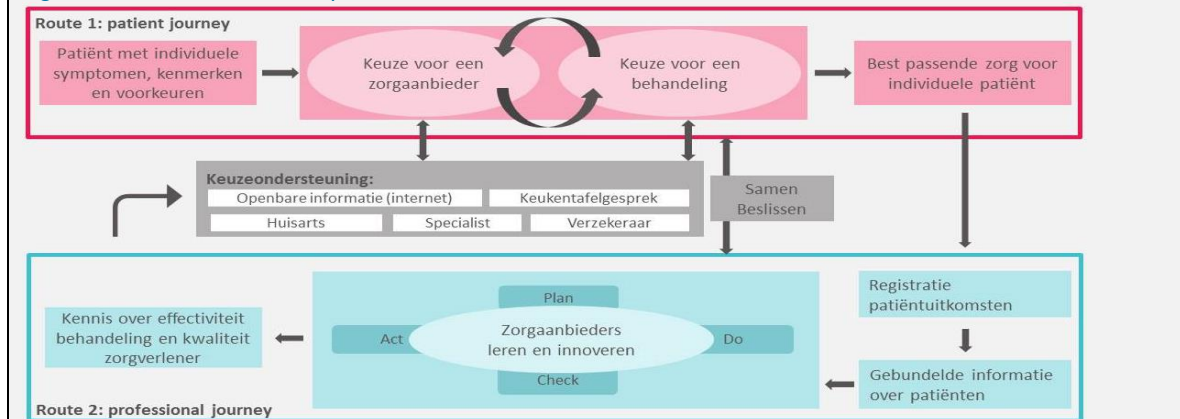 Route 1: patient journey
Patiënt met individuele
symptomen, kenmerken
en voorkeuren
Keuze voor een
zorgaanbieder
Keuze voor een
behandeling
Best passende zorg voor
individuele patiënt
Keuzeondersteuning:
Openbare informatie (internet)
Keukentafelgesprek
Huisarts
Specialist
Verzekeraar
Samen
Beslissen
Kennis over effectiviteit
behandeling en kwaliteit
zorgverlener
Plan
Act
Zorgaanbieders
leren en innoveren
Do
Check
Registratie
patiëntuitkomsten
Gebundelde informatie
over patiënten
Route 2: professional journey